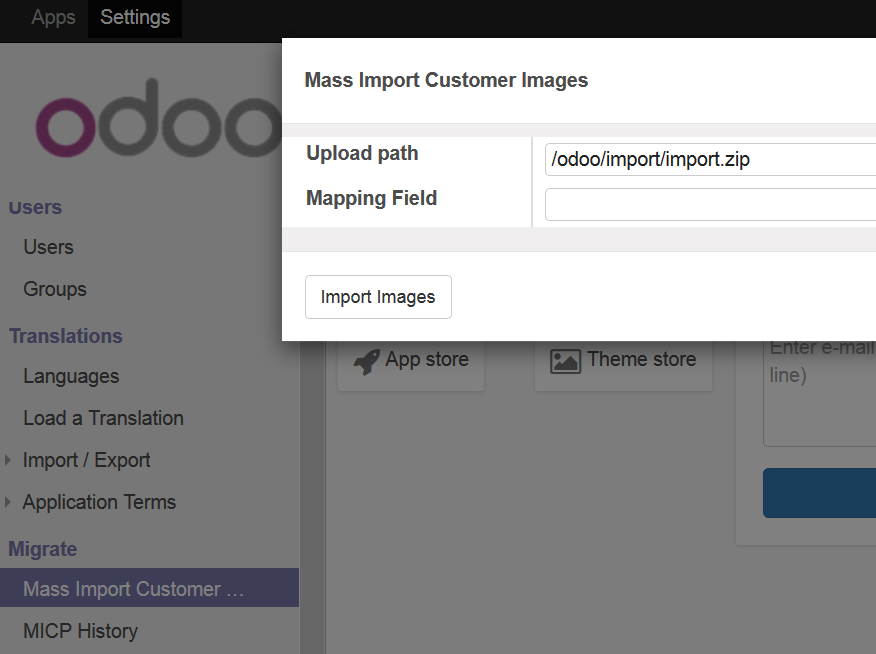 Apps Settings
odoo
Mass Import Customer Images
Upload path
/odoo/import/import.zip
Mapping Field
Import Images
Users
Users
Groups
Translations
Languages
Load a Translation
Import / Export
Application Terms
Migrate
Mass Import Customer ...
MICP History
App store
Theme store
Enter e-mail
line)